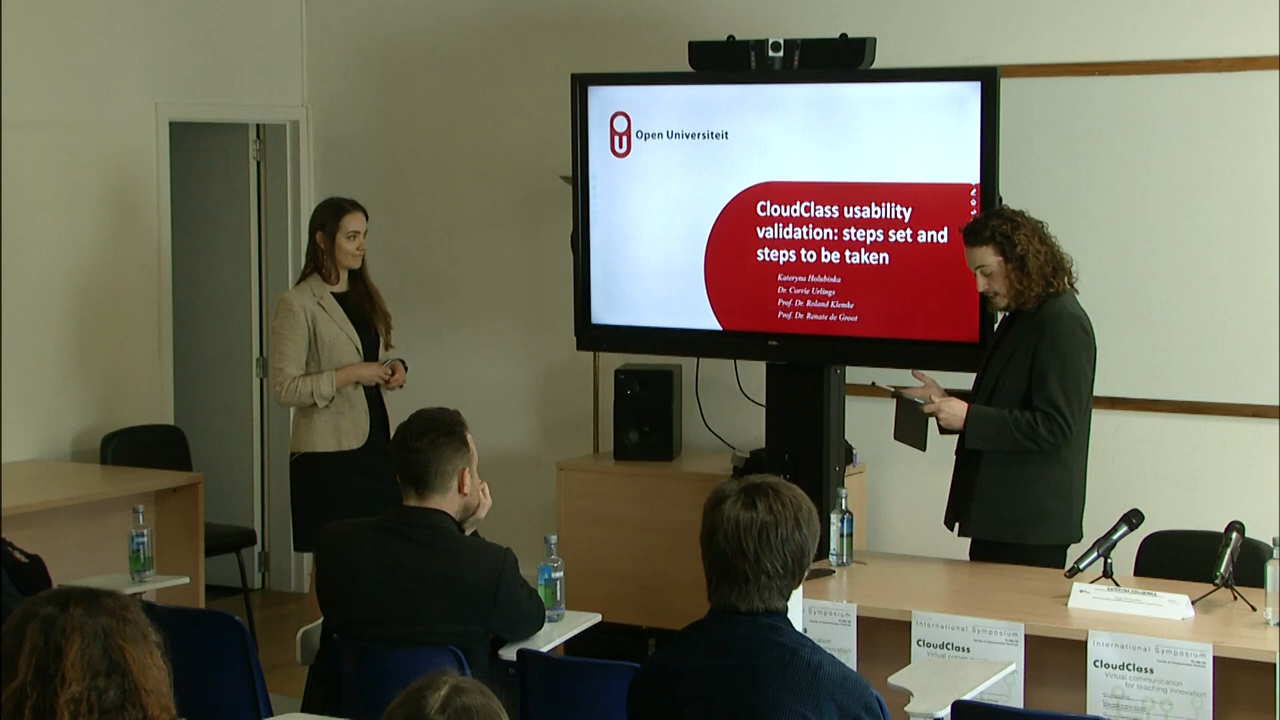 Open Universiteit
CloudClass usability
validation: steps set and
steps to be taken
Kateryna Holubinka
Dr. Corrie Urlings
Prof. Dr. Roland Klemke
Prof. Dr. Renate de Groot
KATERYNA HOLUBINKA
Symposium
International Symposium
CloudClass
International Symposium
CloudClass
Virtual communication
for teaching innovation